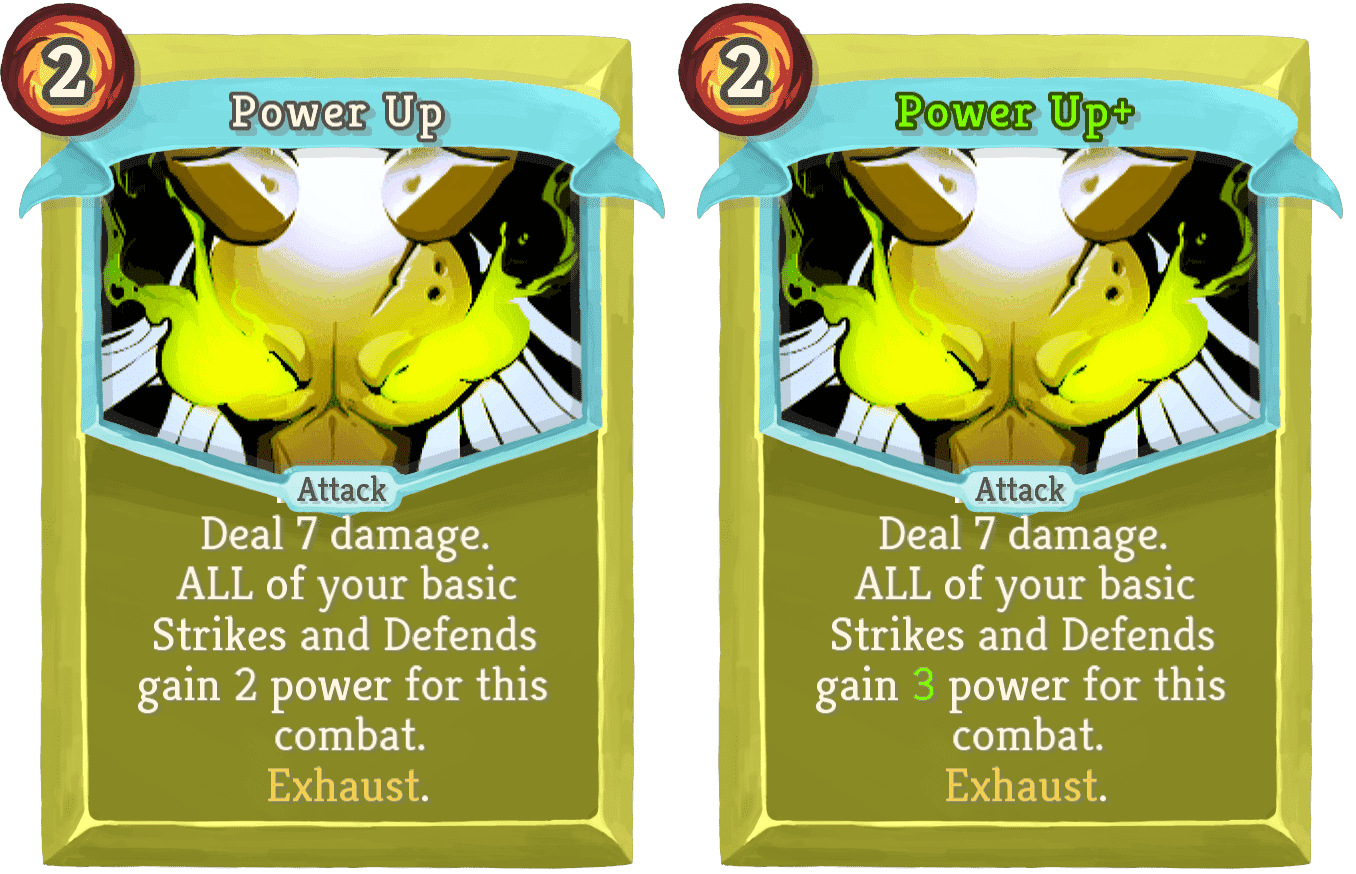 2
Power Up
Attack
Deal 7 damage.
ALL of your basic
Strikes and Defends
gain 2 power for this
combat.
Exhaust.
2
Power Up+
Attack
Deal 7 damage.
ALL of your basic
Strikes and Defends
gain 3 power for this
combat.
Exhaust.